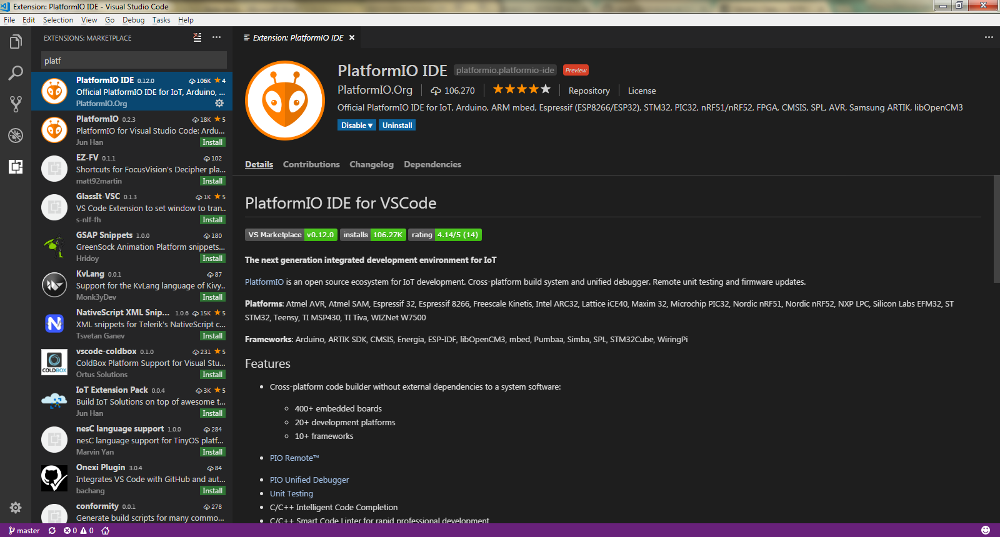 Extension: PlatformIO IDE - Visual Studio Code
File Edit Selection View Go Debug Tasks Help
EXTENSIONS: MARKETPLACE
platf
PlatformIO IDE 0.12.0 106K ★ 4
Official PlatformIO IDE for IoT, Arduino, ...
PlatformIO.Org
PlatformIO 0.2.3 18K ★ 5
PlatformIO for Visual Studio Code: Ardu...
Jun Han Install
EZ-FV 0.1.1 102
Shortcuts for FocusVision's Decipher pla...
matt92martin Install
GlassIt-VSC 0.1.3 1K ★ 5
VS Code Extension to set window to tran...
s-nlf-fh Install
GSAP Snippets 1.0.0 180
GreenSock Animation Platform snippets...
Hridoy Install
KvLang 0.0.1 87
Support for the KvLang language of Kivy...
Monk3yDev Install
NativeScript XML Snip... 1.0.6 15K ★ 5
XML snippets for Telerik's NativeScript c...
Tsvetan Ganev Install
COLDBOX
vscode-coldbox 0.1.0 231 ★ 5
ColdBox Platform Support for Visual Stu...
Ortus Solutions Install
IoT Extension Pack 0.0.4 3K ★ 5
Build IoT Solutions on top of awesome t...
Jun Han Install
nesC language support 1.0.0 284
nesC language support for TinyOS platf...
Marvin Yan Install
Onexi Plugin 3.0.4 84
Integrates VS Code with GitHub and aut...
bachang Install
conformity 0.0.1 278
Generate build scripts for many commo...
Extension: PlatformIO IDE
PlatformIO IDE platformio.platformio-ide Preview
PlatformIO.Org 106,270 ★★★★★ Repository License
Official PlatformIO IDE for IoT, Arduino, ARM mbed, Espressif (ESP8266/ESP32), STM32, PIC32, nRF51/nRF52, FPGA, CMSIS, SPL, AVR, Samsung ARTIK, libOpenCM3
Disable ▾ Uninstall
Details Contributions Changelog Dependencies
PlatformIO IDE for VSCode
VS Marketplace v0.12.0 installs 106.27K rating 4.14/5 (14)
The next generation integrated development environment for IoT
PlatformIO is an open source ecosystem for IoT development. Cross-platform build system and unified debugger. Remote unit testing and firmware updates.
Platforms: Atmel AVR, Atmel SAM, Espressif 32, Espressif 8266, Freescale Kinetis, Intel ARC32, Lattice iCE40, Maxim 32, Microchip PIC32, Nordic nRF51, Nordic nRF52, NXP LPC, Silicon Labs EFM32, ST
STM32, Teensy, TI MSP430, TI Tiva, WIZNet W7500
Frameworks: Arduino, ARTIK SDK, CMSIS, Energia, ESP-IDF, libOpenCM3, mbed, Pumbaa, Simba, SPL, STM32Cube, WiringPi
Features
• Cross-platform code builder without external dependencies to a system software:
◦ 400+ embedded boards
◦ 20+ development platforms
◦ 10+ frameworks
• PIO Remote™
• PIO Unified Debugger
• Unit Testing
• C/C++ Intelligent Code Completion
• C/C++ Smart Code Linter for rapid professional development
master 0 0